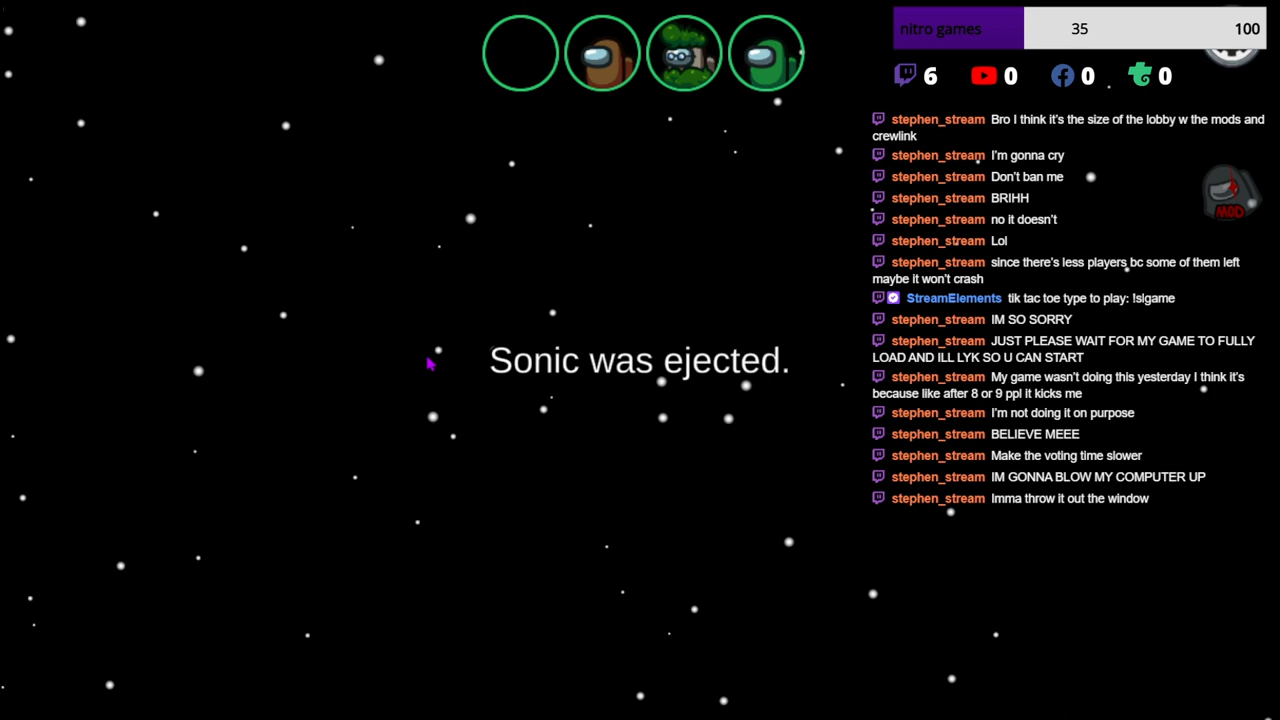 nitro games 35 100
6 0 0 0
stephen_stream Bro I think it's the size of the lobby w the mods and
crewlink
stephen_stream I'm gonna cry
stephen_stream Don't ban me
stephen_stream BRIHH
MOD
stephen_stream no it doesn't
stephen_stream Lol
stephen_stream since there's less players bc some of them left
maybe it won't crash
StreamElements tik tac toe type to play: !slgame
stephen_stream IM SO SORRY
stephen_stream JUST PLEASE WAIT FOR MY GAME TO FULLY
LOAD AND ILL LYK SO U CAN START
Sonic was ejected.
stephen_stream My game wasn't doing this yesterday I think it's
because like after 8 or 9 ppl it kicks me
stephen_stream I'm not doing it on purpose
stephen_stream BELIEVE MEEE
stephen_stream Make the voting time slower
stephen_stream IM GONNA BLOW MY COMPUTER UP
stephen_stream Imma throw it out the window